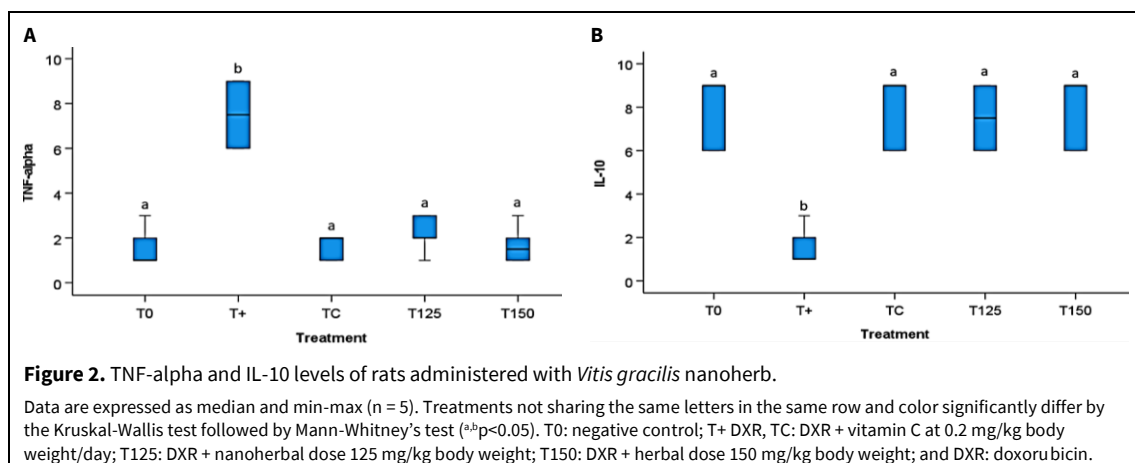 A
B
10
8
6
4
2
0
TNF-alpha
a
b
a
a
a
T0
T+
TC
T125
T150
Treatment
10
8
6
4
2
0
IL-10
a
b
a
a
a
T0
T+
TC
T125
T150
Treatment
Figure 2. TNF-alpha and IL-10 levels of rats administered with Vitis gracilis nanoherb.
Data are expressed as median and min-max (n = 5). Treatments not sharing the same letters in the same row and color significantly differ by
the Kruskal-Wallis test followed by Mann-Whitney’s test (a,bp<0.05). T0: negative control; T+ DXR, TC: DXR + vitamin C at 0.2 mg/kg body
weight/day; T125: DXR + nanoherbal dose 125 mg/kg body weight; T150: DXR + herbal dose 150 mg/kg body weight; and DXR: doxorubicin.